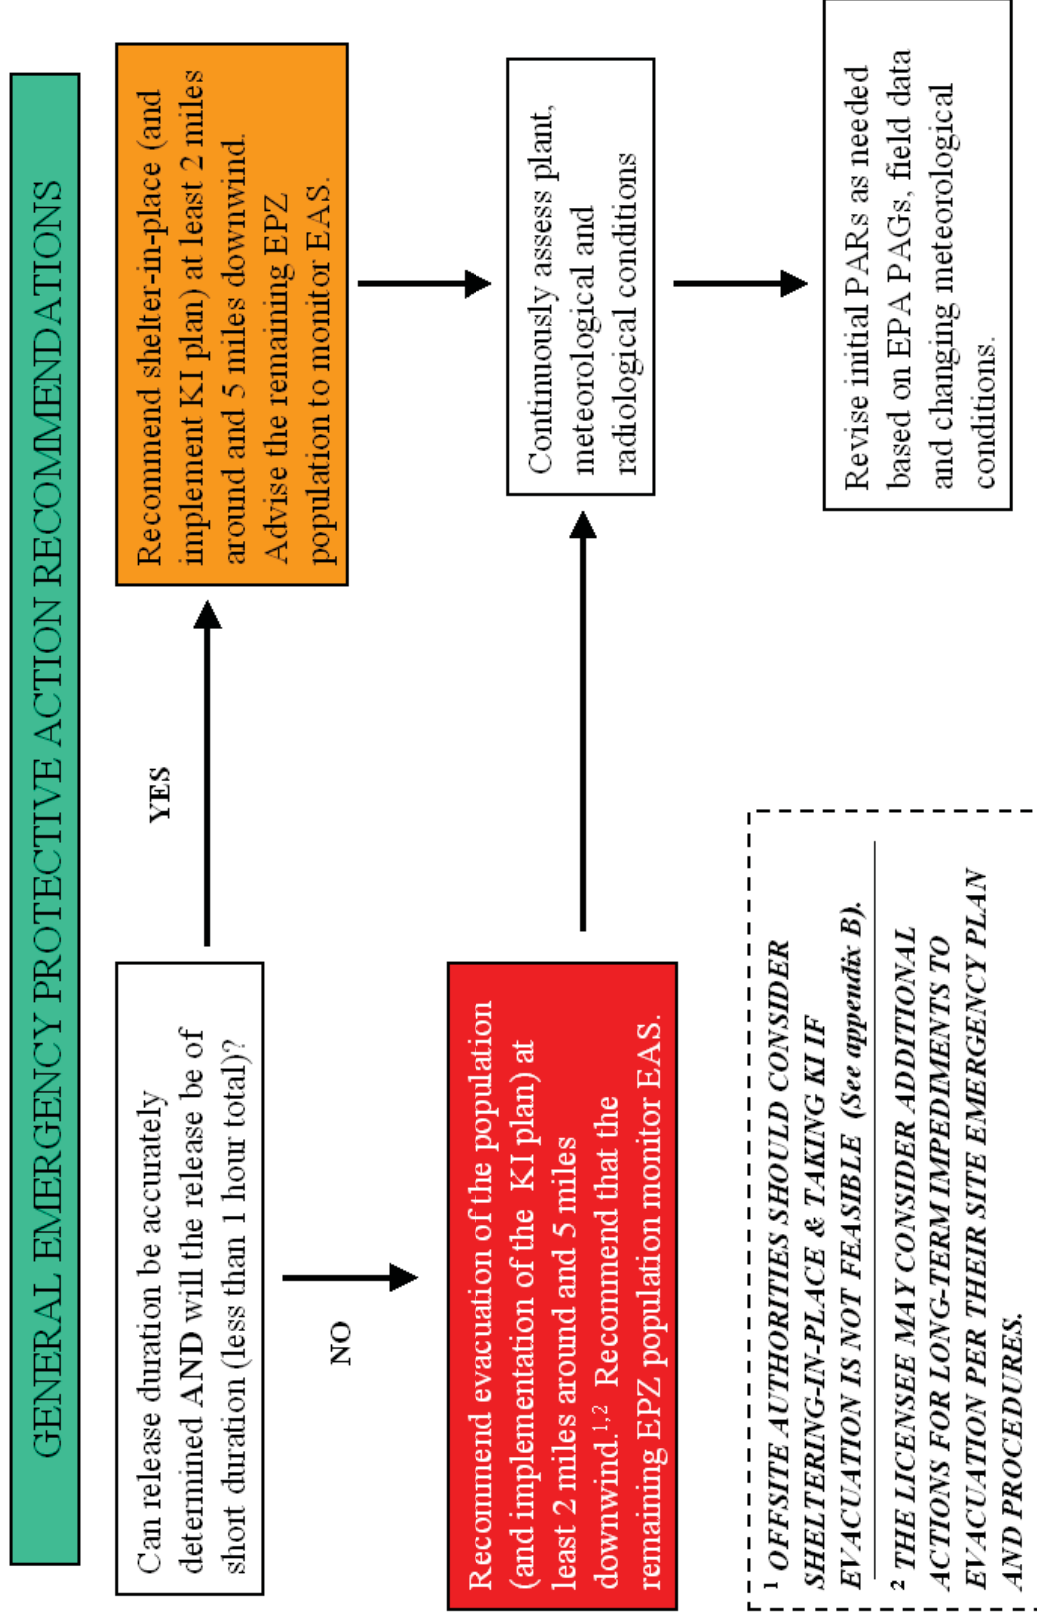 GENERAL EMERGENCY PROTECTIVE ACTION RECOMMENDATIONS
Can release duration be accurately
determined AND will the release be of
short duration (less than 1 hour total)?
YES
Recommend shelter-in-place (and
implement KI plan) at least 2 miles
around and 5 miles downwind.
Advise the remaining EPZ
population to monitor EAS.
NO
Recommend evacuation of the population
(and implementation of the KI plan) at
least 2 miles around and 5 miles
downwind.1,2 Recommend that the
remaining EPZ population monitor EAS.
Continuously assess plant,
meteorological and
radiological conditions
Revise initial PARs as needed
based on EPA PAGs, field data
and changing meteorological
conditions.
1 OFFSITE AUTHORITIES SHOULD CONSIDER
SHELTERING-IN-PLACE & TAKING KI IF
EVACUATION IS NOT FEASIBLE (See appendix B).
2 THE LICENSEE MAY CONSIDER ADDITIONAL
ACTIONS FOR LONG-TERM IMPEDIMENTS TO
EVACUATION PER THEIR SITE EMERGENCY PLAN
AND PROCEDURES.